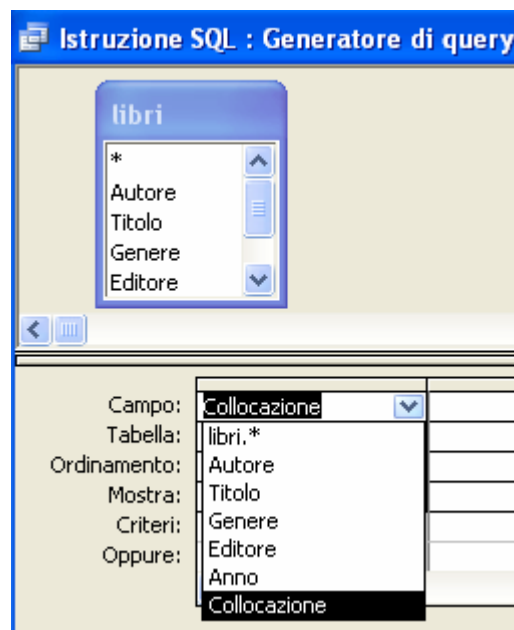 Istruzione SQL : Generatore di query
libri
*
Autore
Titolo
Genere
Editore
Campo: Collocazione
Tabella: libri.*
Ordinamento: Autore
Mostra: Titolo
Criteri: Genere
Oppure: Editore
Anno
Collocazione